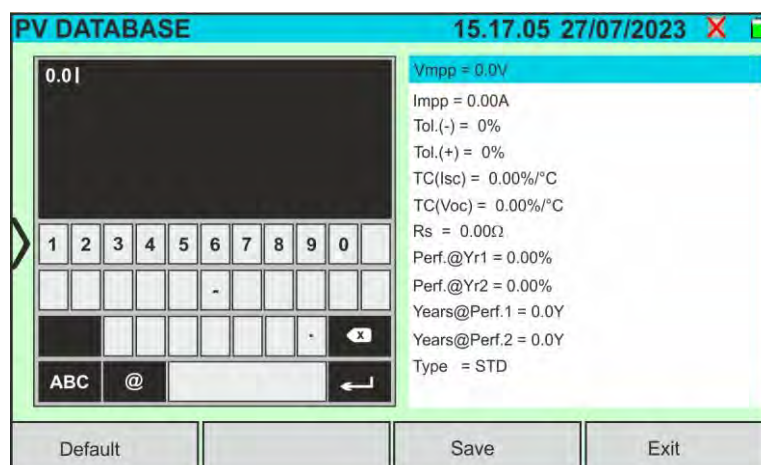 PV DATABASE 15.17.05 27/07/2023
0.0
1 2 3 4 5 6 7 8 9 0
-
.
ABC @
Vmpp = 0.0V
Impp = 0.00A
Tol.(-) = 0%
Tol.(+) = 0%
TC(Isc) = 0.00%/°C
TC(Voc) = 0.00%/°C
Rs = 0.00Ω
Perf.@Yr1 = 0.00%
Perf.@Yr2 = 0.00%
Years@Perf.1 = 0.0Y
Years@Perf.2 = 0.0Y
Type = STD
Default Save Exit